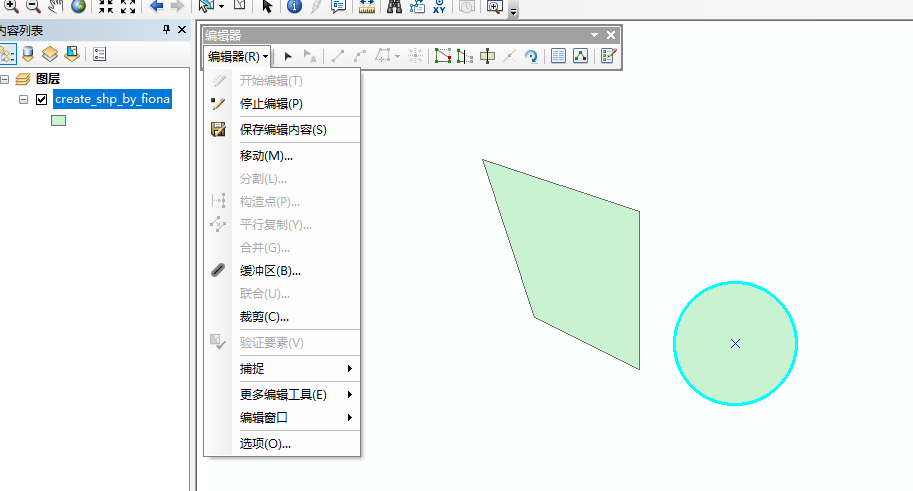 内容列表
图层
create_shp_by_fiona
编辑器
编辑器(R)
开始编辑(T)
停止编辑(P)
保存编辑内容(S)
移动(M)...
分割(L)...
构造点(P)...
平行复制(Y)...
合并(G)...
缓冲区(B)...
联合(U)...
裁剪(C)...
验证要素(V)
捕捉
更多编辑工具(E)
编辑窗口
选项(O)...
XY